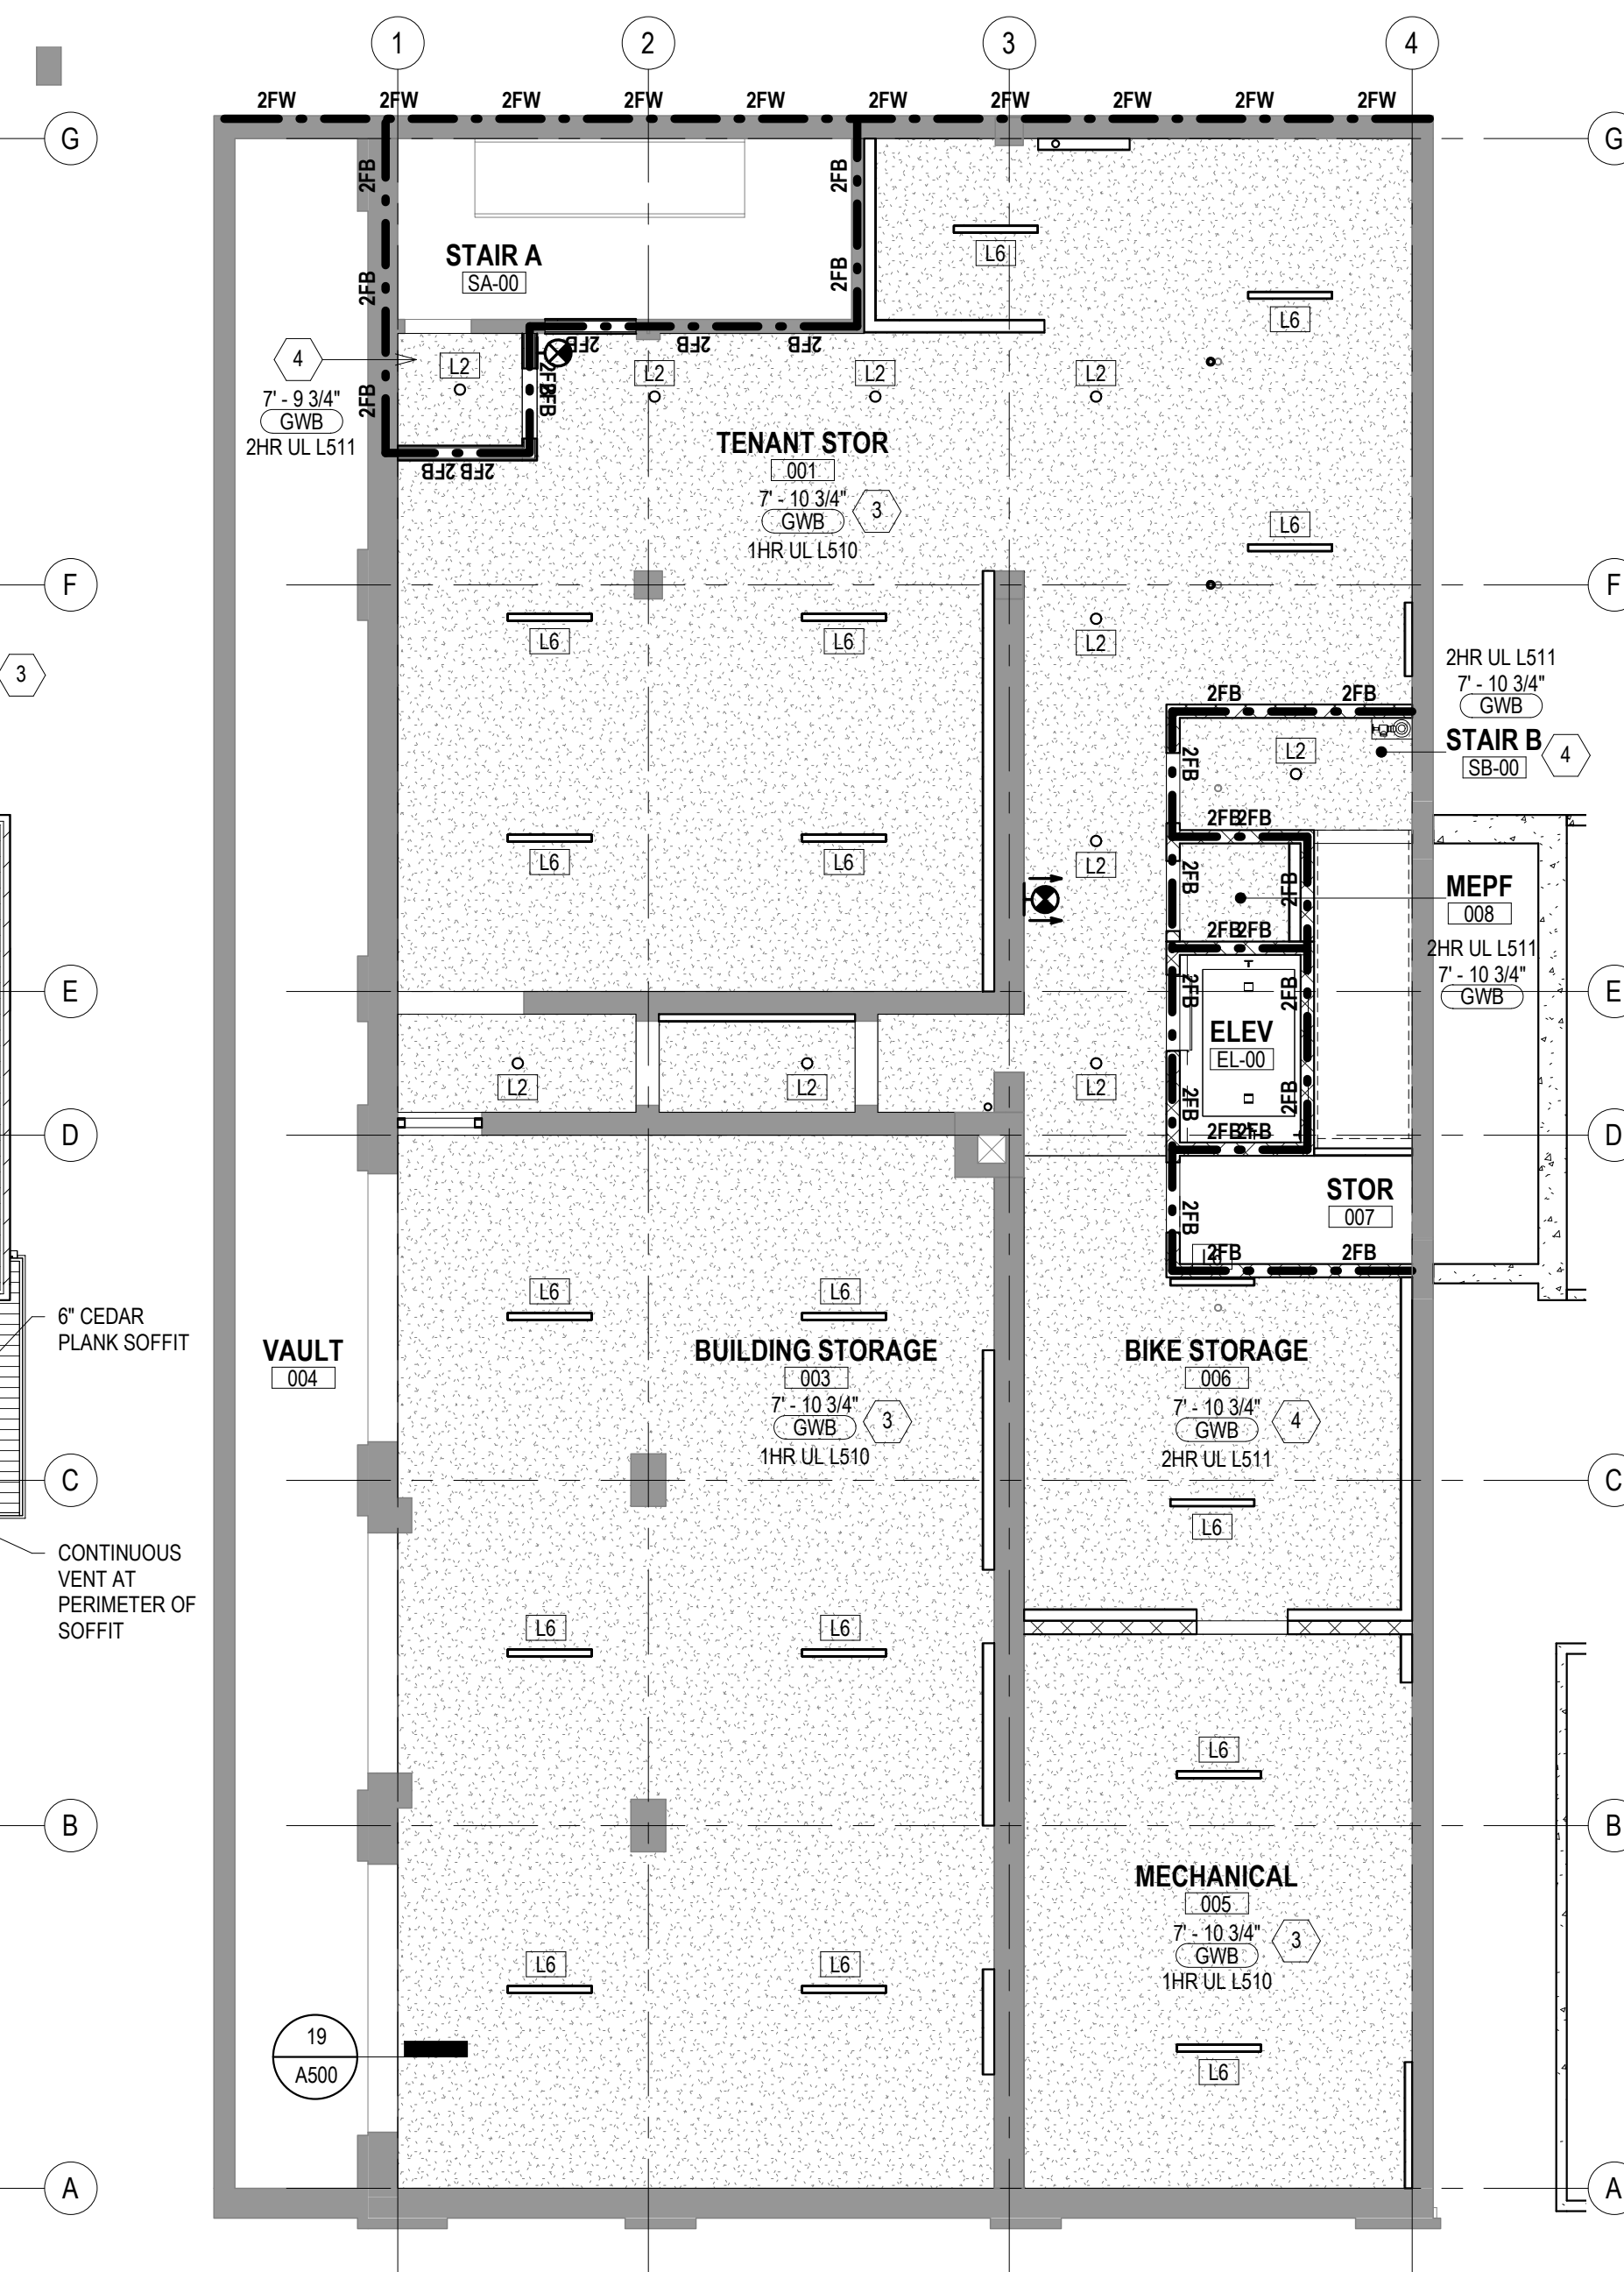 1
2
3
4
2FW
2FW
2FW
2FW
2FW
2FW
2FW
2FW
2FW
2FW
G
G
2FB
2FB
STAIR A
SA-00
L6
2FB
2FB
L6
2FB
2FB
2FB
4
L2
L2
L2
L2
7' - 9 3/4"
GWB
2HR UL L511
2FB
2FB
2FB
2FB
2FB
TENANT STOR
001
7' - 10 3/4"
GWB
3
1HR UL L510
L6
F
F
L6
L6
L2
3
2HR UL L511
7' - 10 3/4"
GWB
2FB
2FB
STAIR B
SB-00
4
L2
2FB
2FB
2FB
L6
L6
L2
2FB
2FB
MEPF
008
2FB
2FB
2HR UL L511
7' - 10 3/4"
GWB
E
E
2FB
2FB
ELEV
EL-00
L2
L2
L2
2FB
2FB
D
D
2FB
2FB
STOR
007
2FB
L6
2FB
2FB
L6
L6
6" CEDAR
PLANK SOFFIT
VAULT
004
BUILDING STORAGE
003
7' - 10 3/4"
GWB
3
1HR UL L510
BIKE STORAGE
006
7' - 10 3/4"
GWB
4
2HR UL L511
C
C
L6
CONTINUOUS
VENT AT
PERIMETER OF
SOFFIT
L6
L6
L6
B
B
MECHANICAL
005
7' - 10 3/4"
GWB
3
1HR UL L510
L6
L6
19
A500
L6
A
A